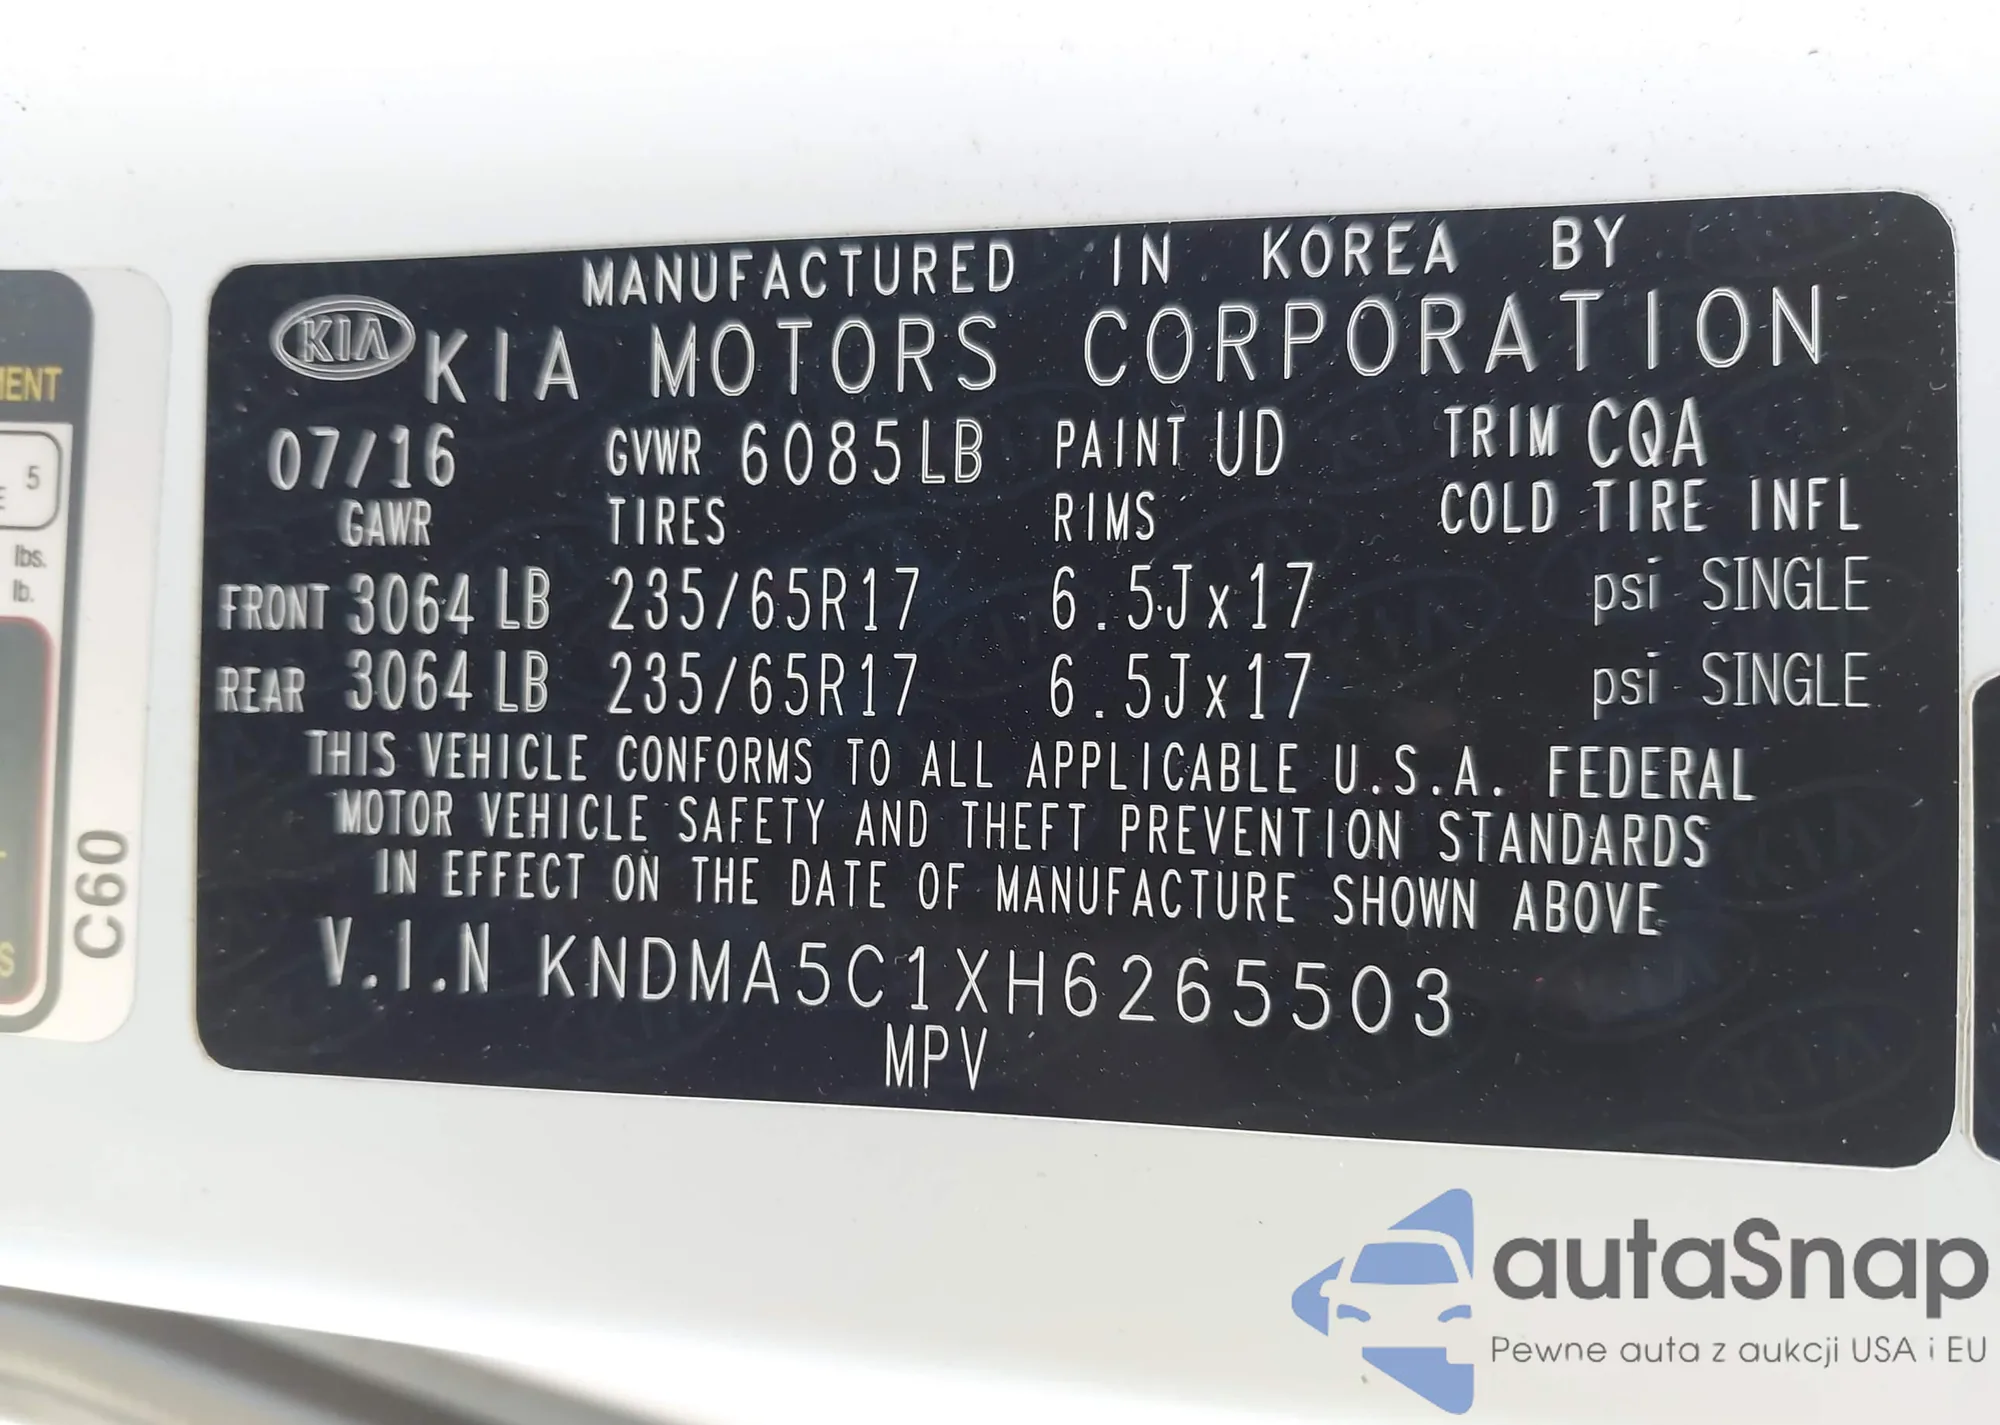 MANUFACTURED IN KOREA BY
KIA KIA MOTORS CORPORATION
07/16 GVWR 6085LB PAINT UD TRIM CQA
GAWR TIRES RIMS COLD TIRE INFL
FRONT 3064 LB 235/65R17 6.5Jx17 psi SINGLE
REAR 3064 LB 235/65R17 6.5Jx17 psi SINGLE
THIS VEHICLE CONFORMS TO ALL APPLICABLE U.S.A. FEDERAL
MOTOR VEHICLE SAFETY AND THEFT PREVENTION STANDARDS
IN EFFECT ON THE DATE OF MANUFACTURE SHOWN ABOVE
V.I.N KNDMA5C1XH6265503
MPV
5
lbs.
lb.
C60
autaSnap
Pewne auta z aukcji USA i EU